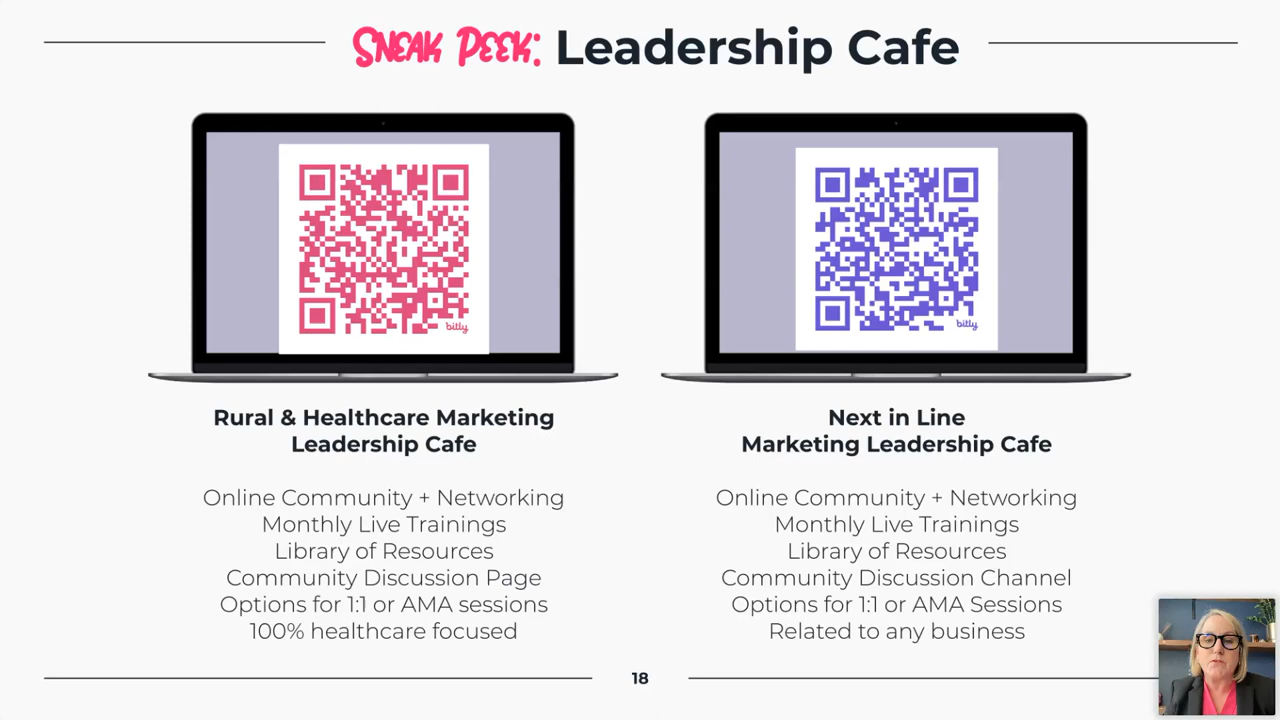 SNEAK PEEK: Leadership Cafe
bitly
bitly
Rural & Healthcare Marketing
Leadership Cafe
Online Community + Networking
Monthly Live Trainings
Library of Resources
Community Discussion Page
Options for 1:1 or AMA sessions
100% healthcare focused
Next in Line
Marketing Leadership Cafe
Online Community + Networking
Monthly Live Trainings
Library of Resources
Community Discussion Channel
Options for 1:1 or AMA Sessions
Related to any business
18